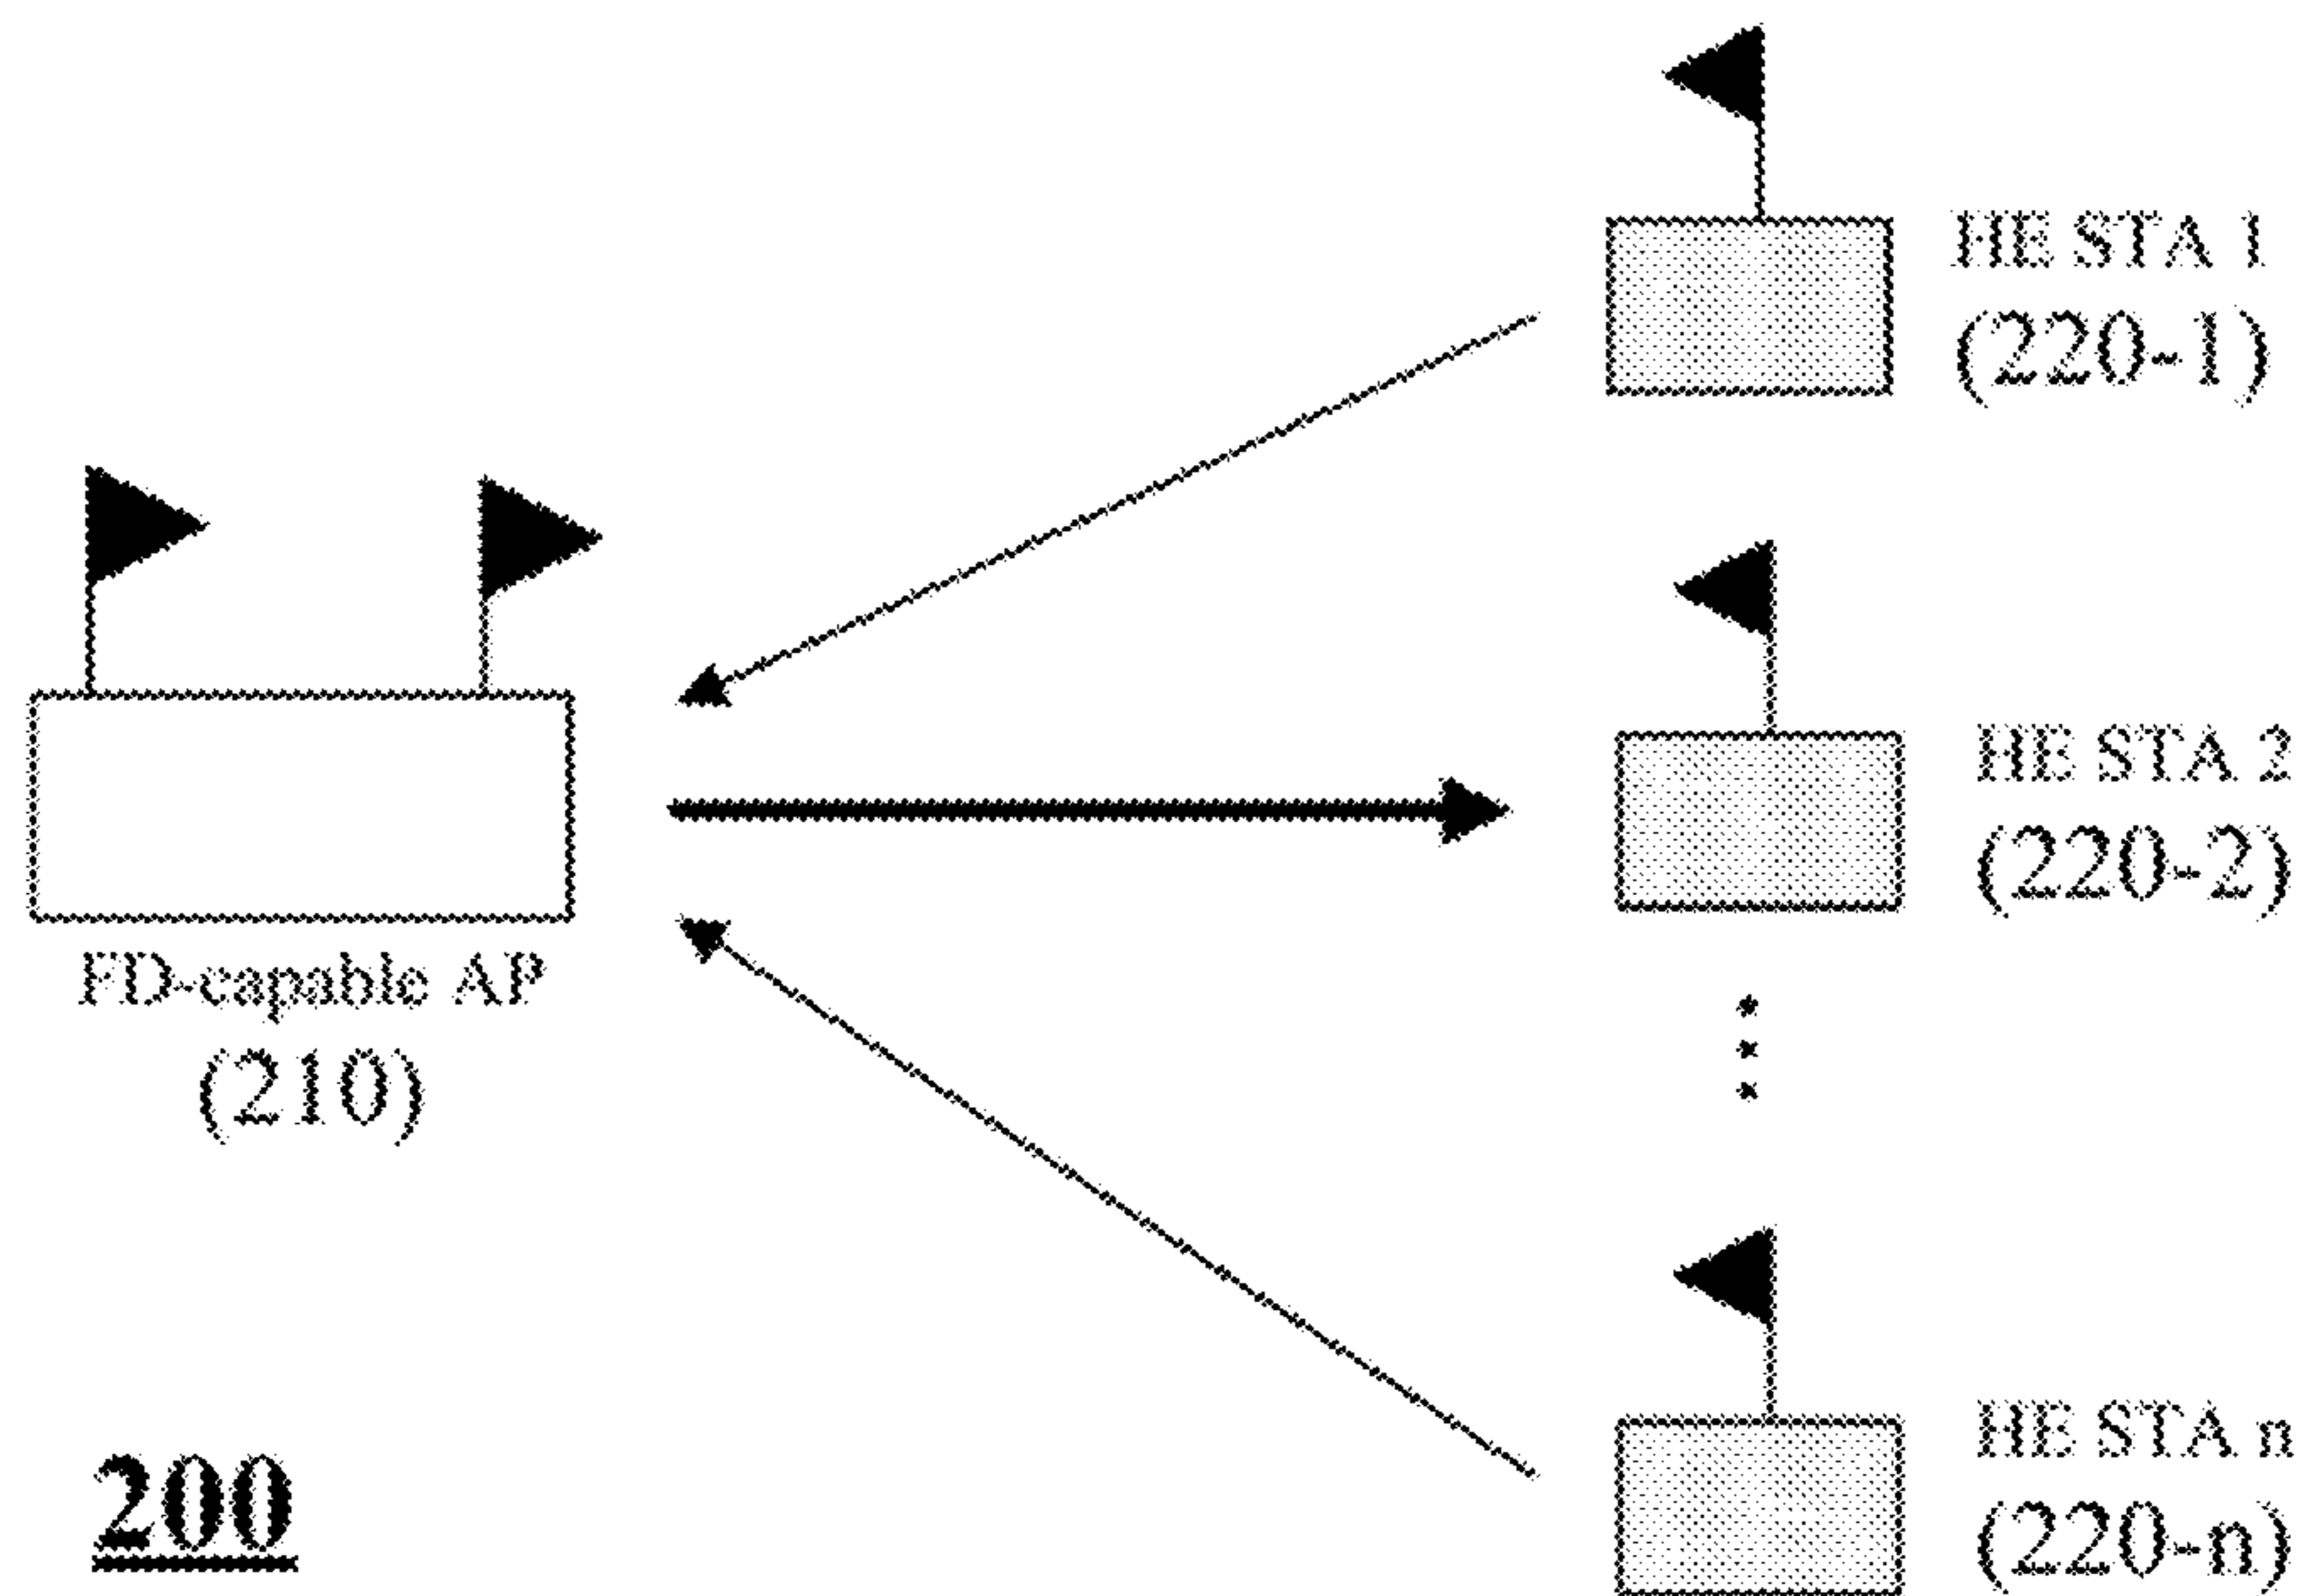 HE STA 1
(220-1)
HE STA 2
(220-2)
FD-capable AP
(210)
HE STA n
(220-n)
200